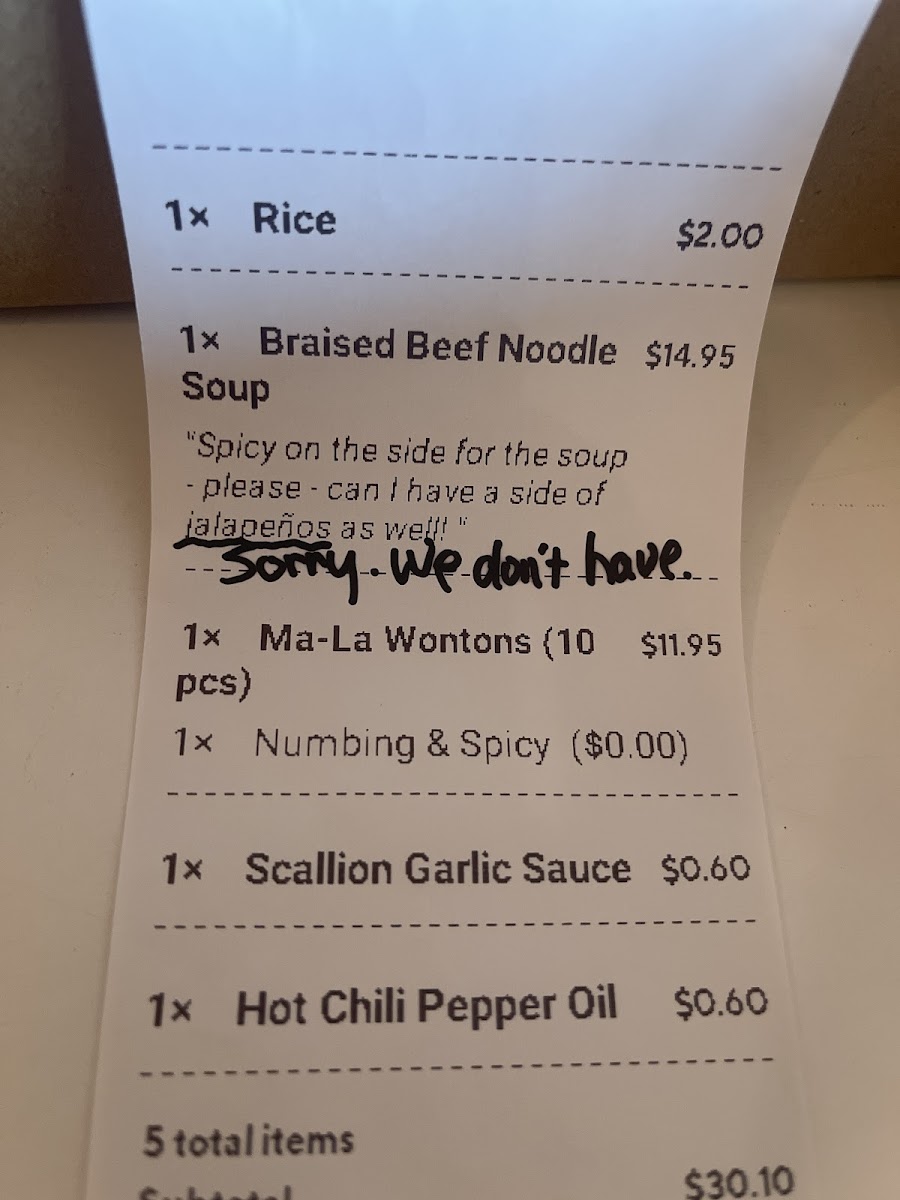 1× Rice $2.00
1× Braised Beef Noodle $14.95
Soup
"Spicy on the side for the soup
- please - can I have a side of
jalapeños as well! "
Sorry. We don't have.
1× Ma-La Wontons (10 $11.95
pcs)
1× Numbing & Spicy ($0.00)
1× Scallion Garlic Sauce $0.60
1× Hot Chili Pepper Oil $0.60
5 total items
Subtotal $30.10